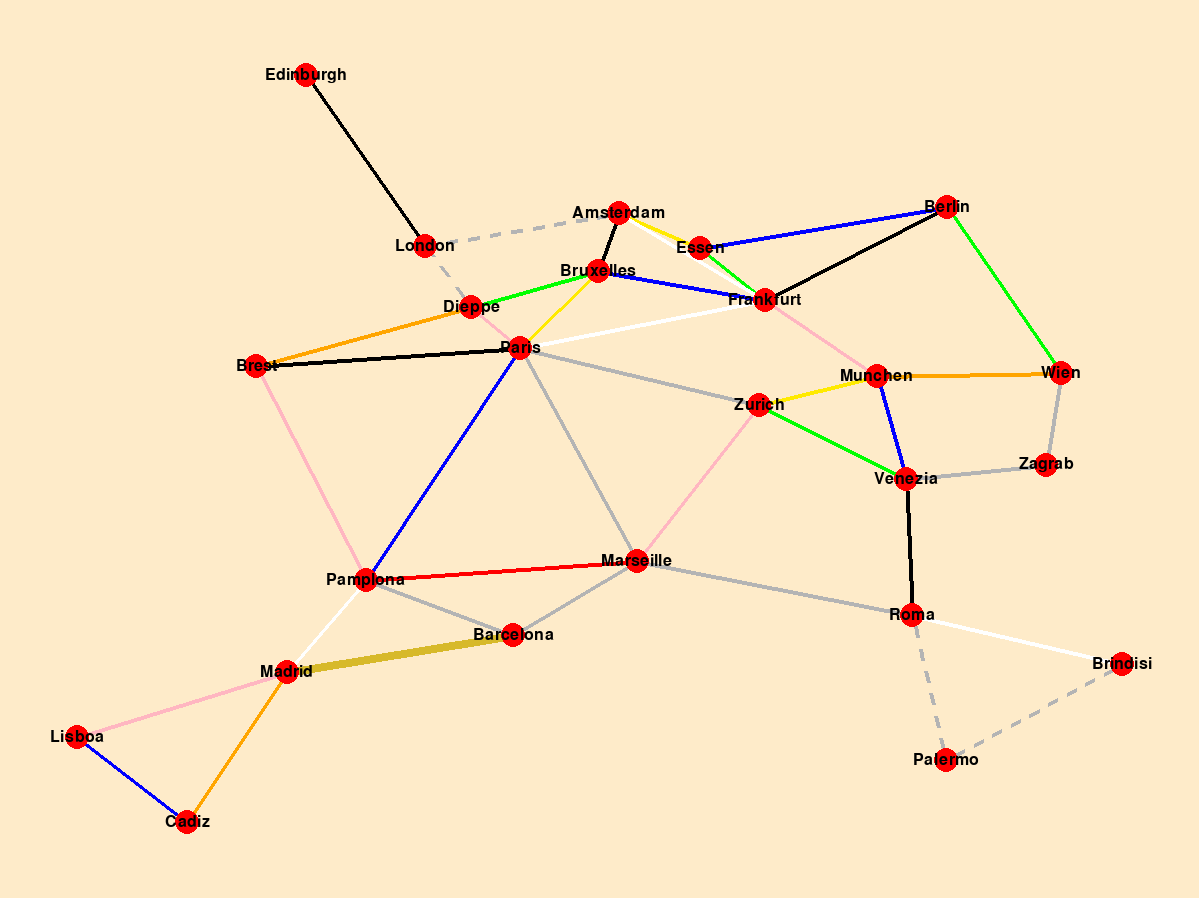 Edinburgh
Berlin
Amsterdam
London
Essen
Bruxelles
Frankfurt
Dieppe
Paris
Brest
Wien
Munchen
Zurich
Zagrab
Venezia
Marseille
Pamplona
Roma
Barcelona
Brindisi
Madrid
Lisboa
Palermo
Cadiz